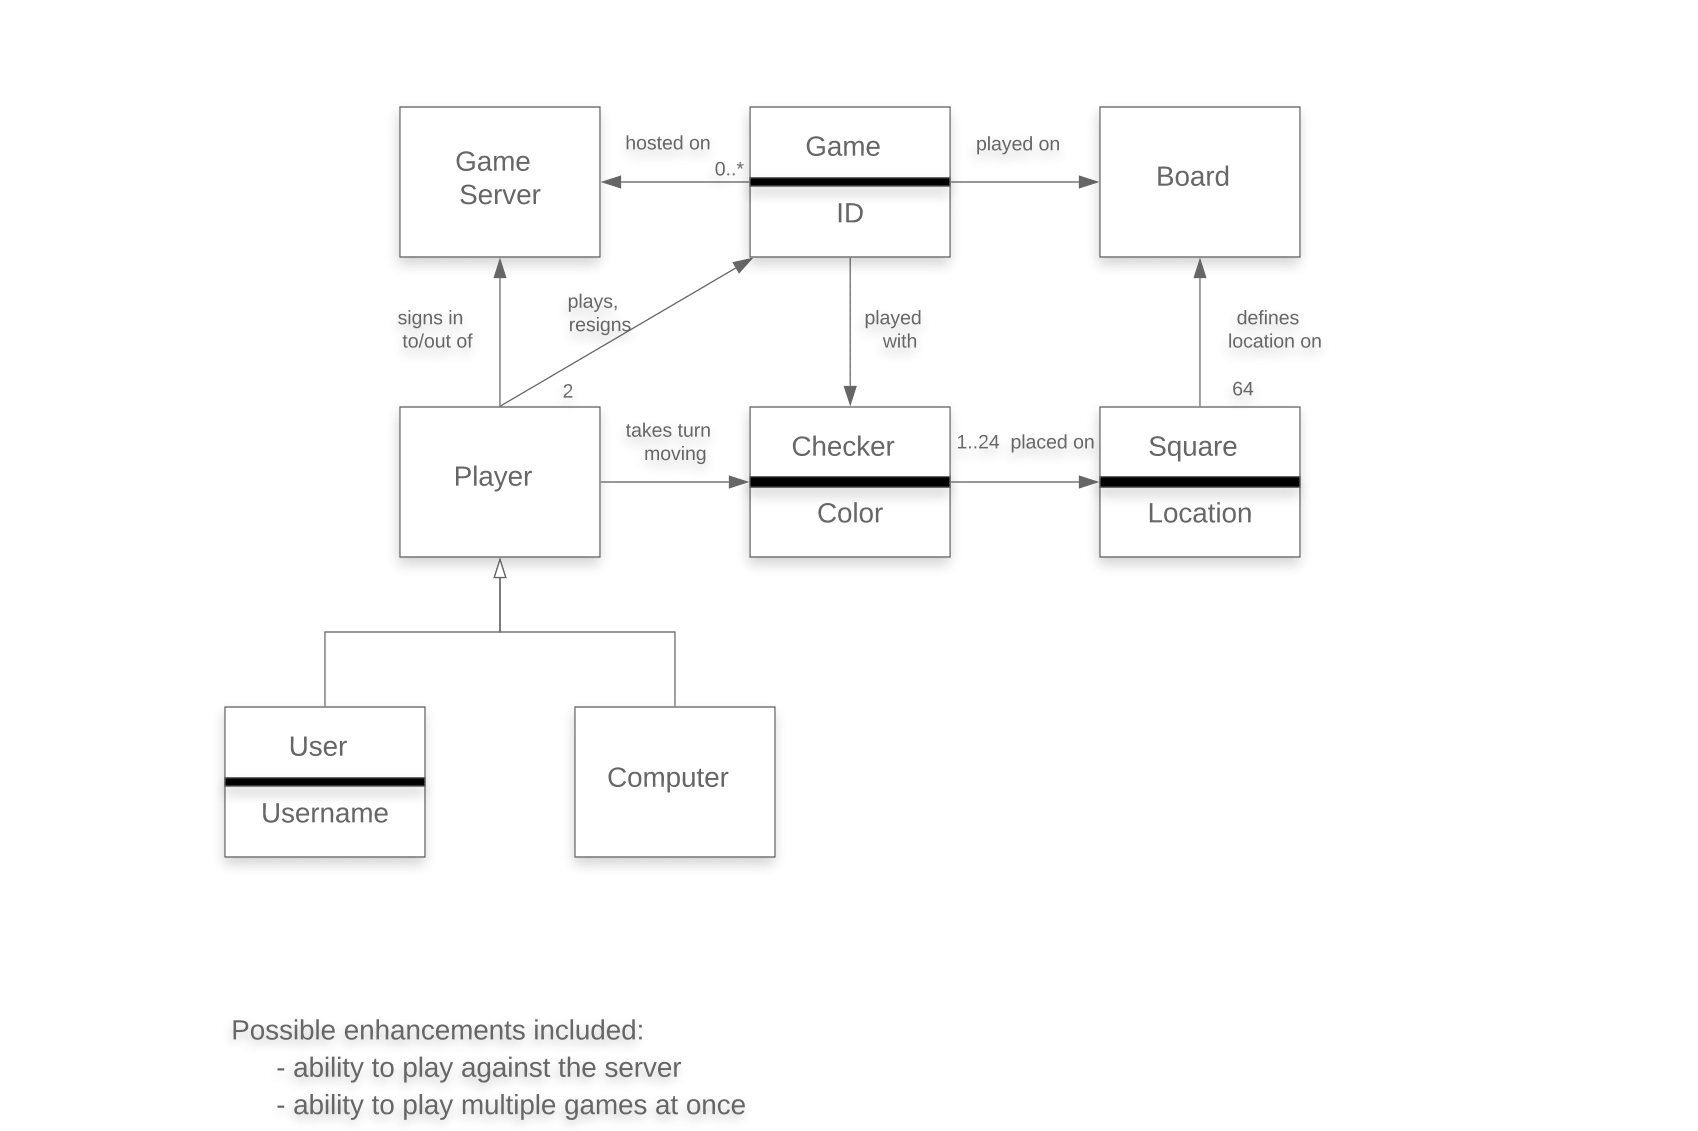 Game
Server
hosted on
0..*
Game
ID
played on
Board
signs in
to/out of
plays,
resigns
2
played
with
defines
location on
64
Player
takes turn
moving
Checker
Color
1..24 placed on
Square
Location
User
Username
Computer
Possible enhancements included:
- ability to play against the server
- ability to play multiple games at once